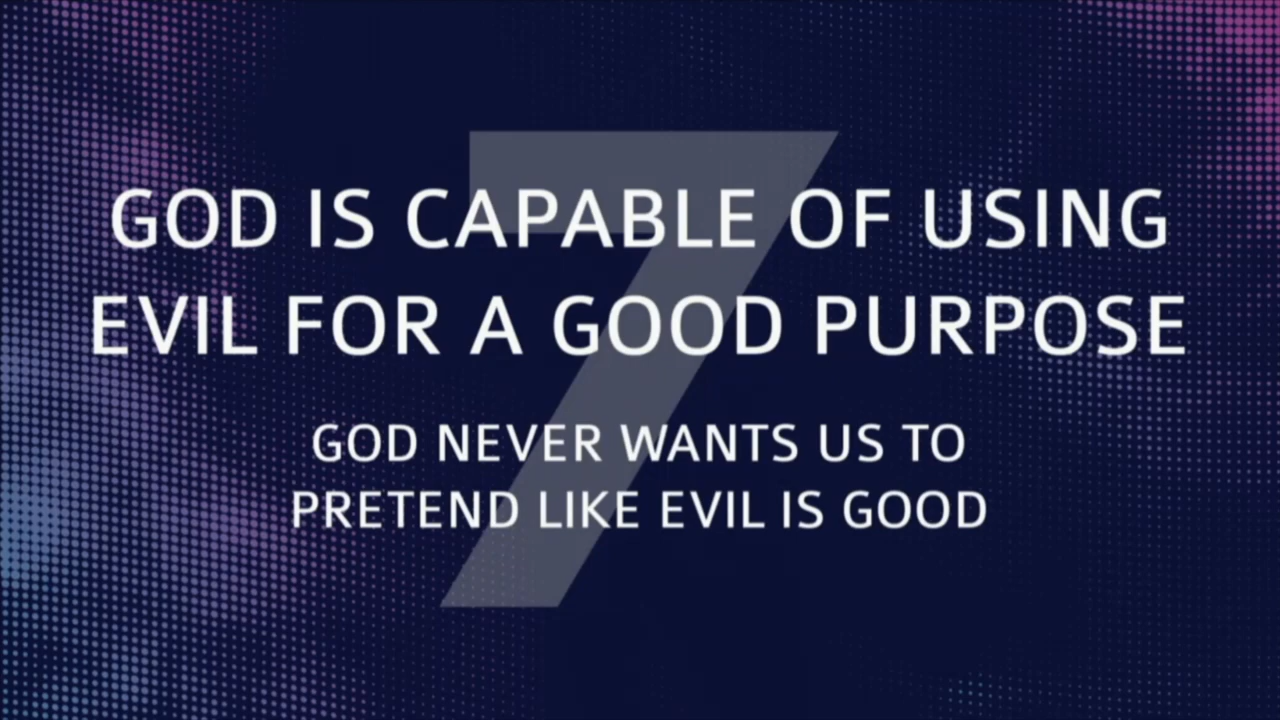 7
GOD IS CAPABLE OF USING
EVIL FOR A GOOD PURPOSE
GOD NEVER WANTS US TO
PRETEND LIKE EVIL IS GOOD